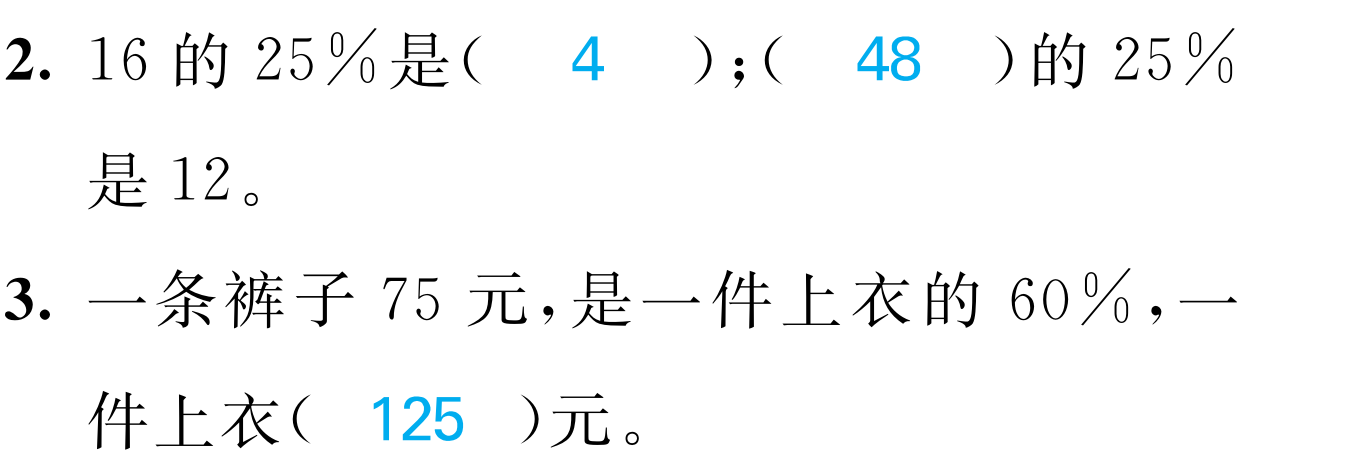 2. 16 的 25%是( 4 );( 48 )的 25%
是 12。
3. 一条裤子 75 元,是一件上衣的 60%,一
件上衣( 125 )元。